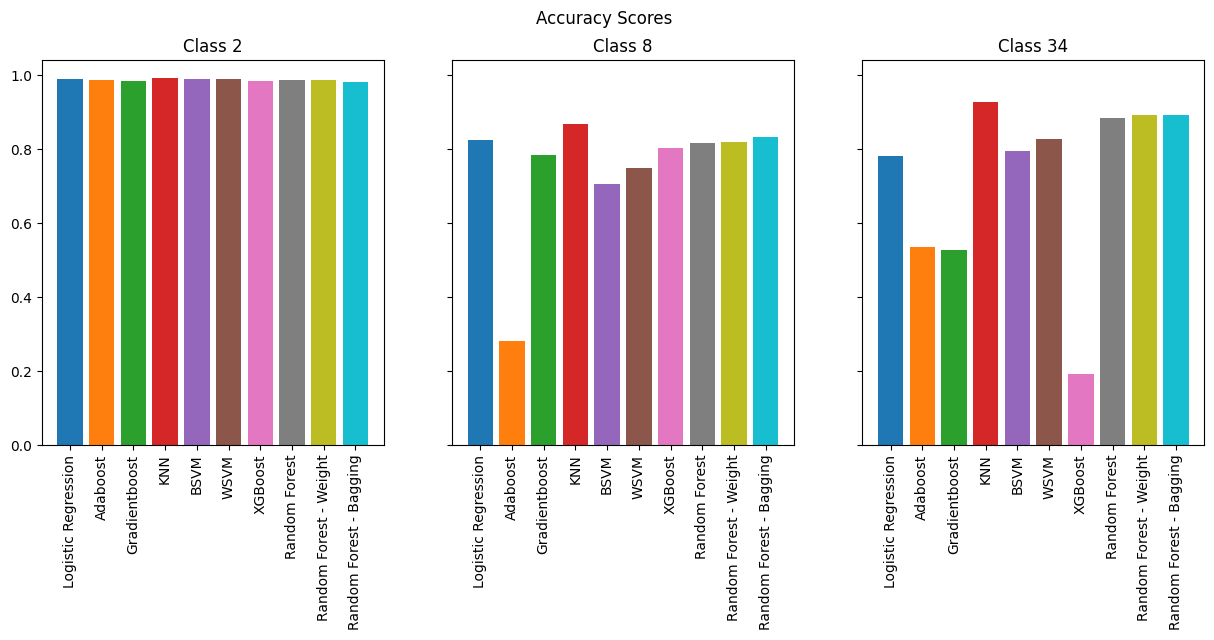 Accuracy Scores
Class 2
Class 8
Class 34
1.0
0.8
0.6
0.4
0.2
0.0
Logistic Regression
Adaboost
Gradientboost
KNN
BSVM
WSVM
XGBoost
Random Forest
Random Forest - Weight
Random Forest - Bagging
Logistic Regression
Adaboost
Gradientboost
KNN
BSVM
WSVM
XGBoost
Random Forest
Random Forest - Weight
Random Forest - Bagging
Logistic Regression
Adaboost
Gradientboost
KNN
BSVM
WSVM
XGBoost
Random Forest
Random Forest - Weight
Random Forest - Bagging